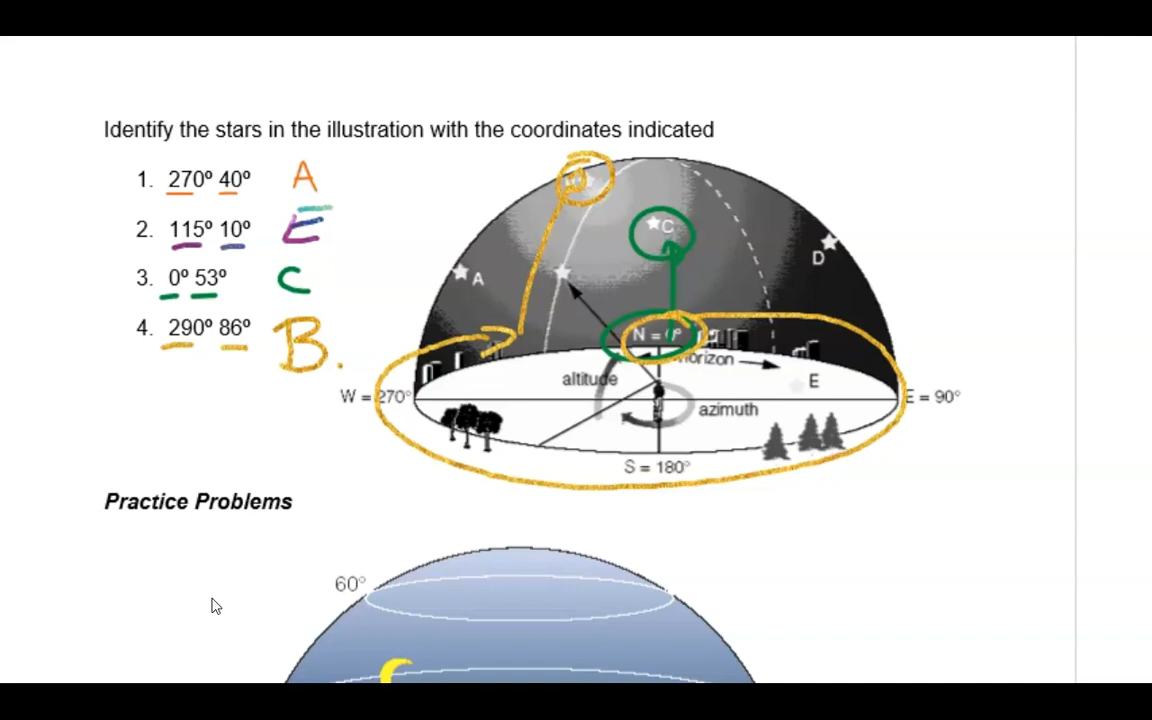 Identify the stars in the illustration with the coordinates indicated
1. 270º 40º A
2. 115º 10º E
3. 0º 53º C
4. 290º 86º B.
B
C
D
A
N = 0°
horizon
altitude
E
W = 270°
E = 90°
azimuth
S = 180°
Practice Problems
60°